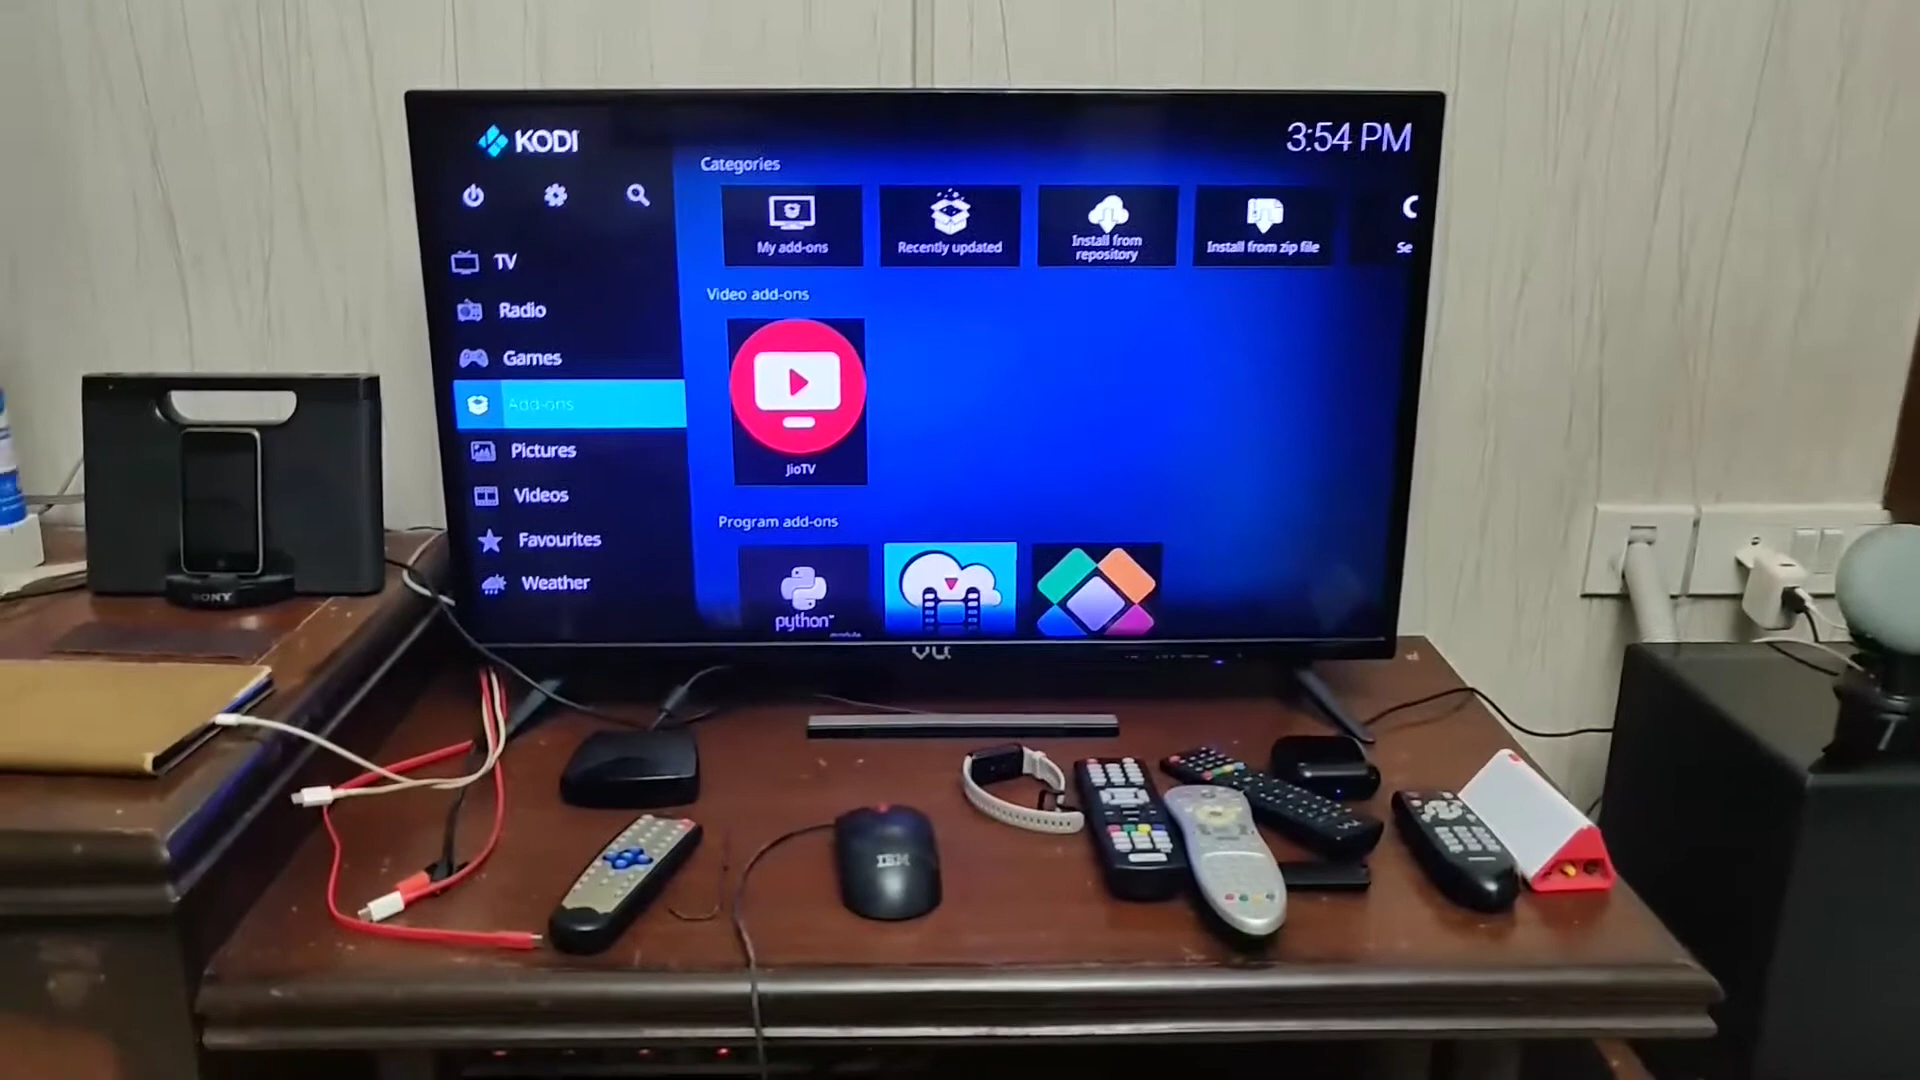 KODI
3:54 PM
Categories
My add-ons
Recently updated
Install from
repository
Install from zip file
Se
TV
Radio
Games
Add-ons
Pictures
Videos
Favourites
Weather
Video add-ons
JioTV
Program add-ons
python
Vu
SONY
IBM